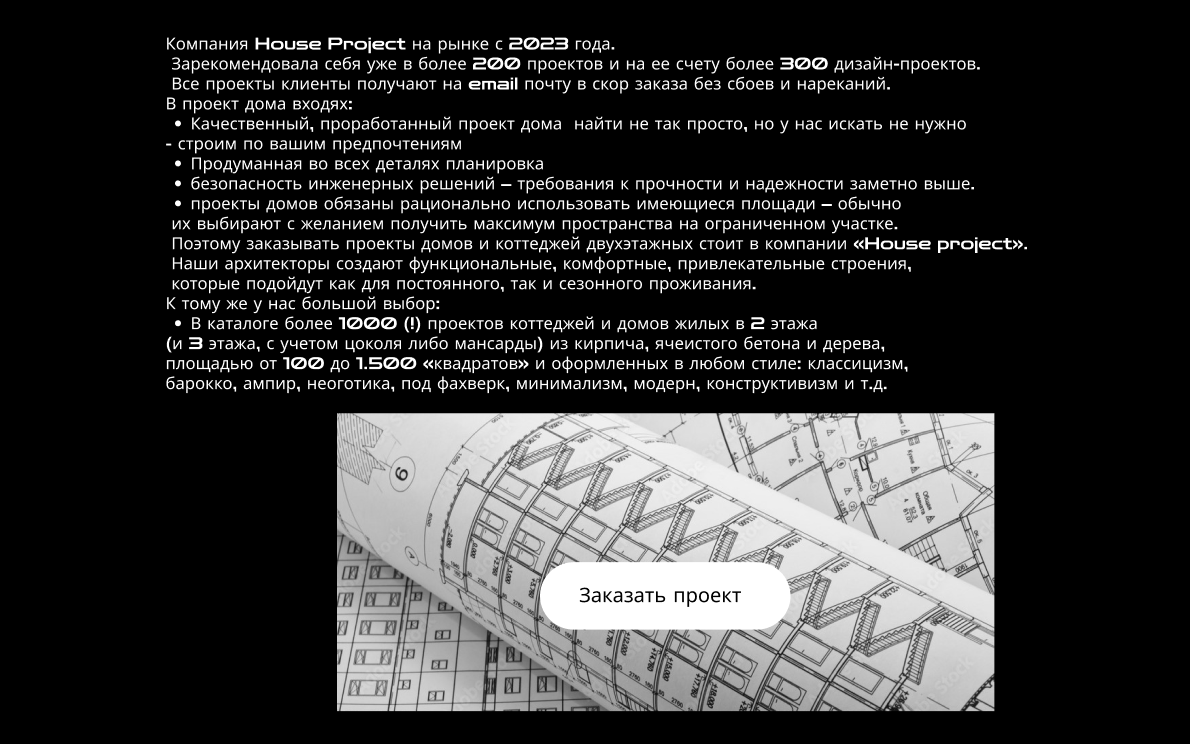 Компания House Project на рынке с 2023 года.
Зарекомендовала себя уже в более 200 проектов и на ее счету более 300 дизайн-проектов.
Все проекты клиенты получают на email почту в скор заказа без сбоев и нареканий.
В проект дома входях:
• Качественный, проработанный проект дома найти не так просто, но у нас искать не нужно
- строим по вашим предпочтениям
• Продуманная во всех деталях планировка
• безопасность инженерных решений – требования к прочности и надежности заметно выше.
• проекты домов обязаны рационально использовать имеющиеся площади – обычно
их выбирают с желанием получить максимум пространства на ограниченном участке.
Поэтому заказывать проекты домов и коттеджей двухэтажных стоит в компании «House project».
Наши архитекторы создают функциональные, комфортные, привлекательные строения,
которые подойдут как для постоянного, так и сезонного проживания.
К тому же у нас большой выбор:
• В каталоге более 1000 (!) проектов коттеджей и домов жилых в 2 этажа
(и 3 этажа, с учетом цоколя либо мансарды) из кирпича, ячеистого бетона и дерева,
площадью от 100 до 1.500 «квадратов» и оформленных в любом стиле: классицизм,
барокко, ампир, неоготика, под фахверк, минимализм, модерн, конструктивизм и т.д.
Заказать проект